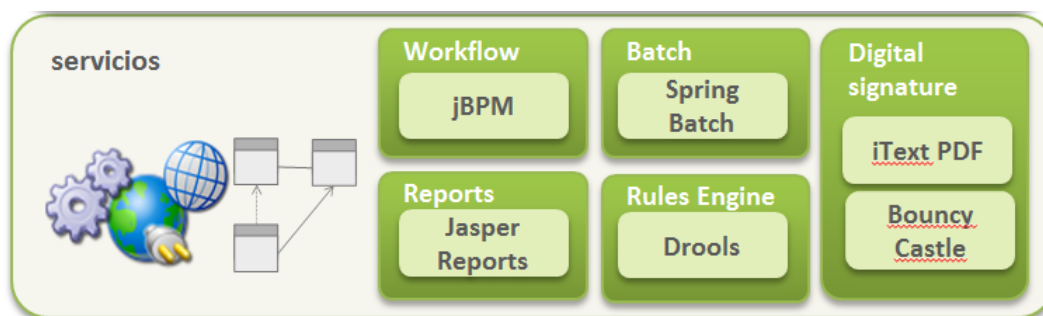 servicios
Workflow
jBPM
Batch
Spring
Batch
Digital
signature
iText PDF
Bouncy
Castle
Reports
Jasper
Reports
Rules Engine
Drools